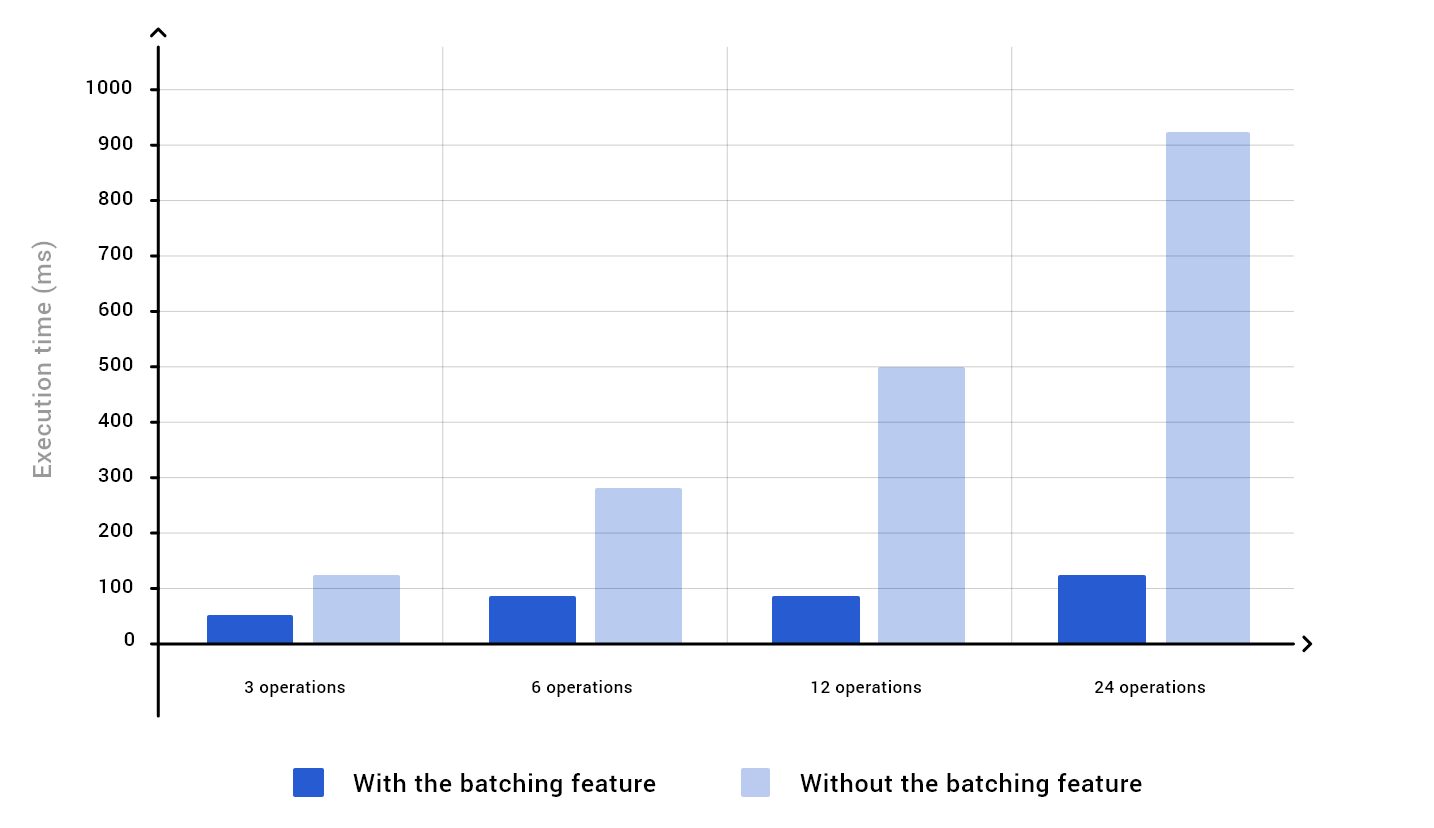 Execution time (ms)
1000
900
800
700
600
500
400
300
200
100
0
3 operations
6 operations
12 operations
24 operations
With the batching feature
Without the batching feature